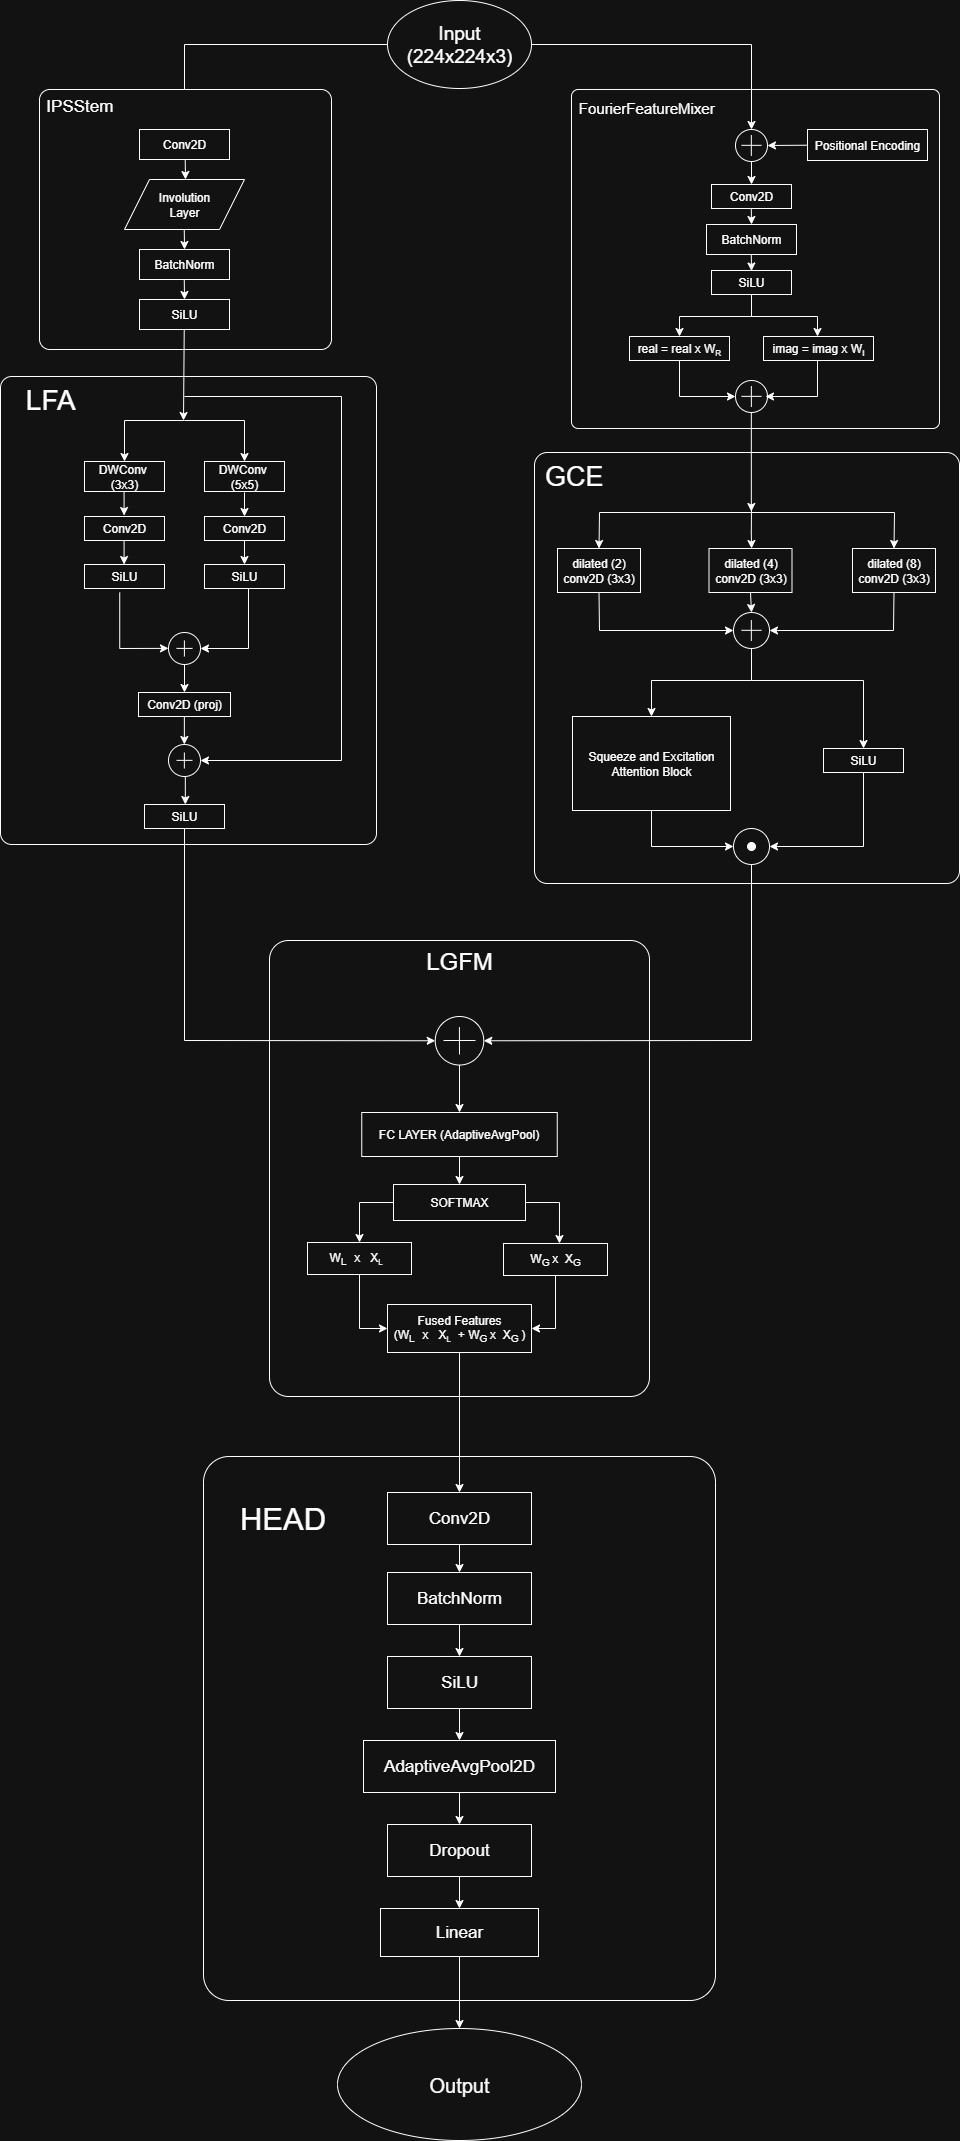 Input
(224x224x3)
IPSStem
Conv2D
Involution
Layer
BatchNorm
SiLU
FourierFeatureMixer
Positional Encoding
Conv2D
BatchNorm
SiLU
real = real x W_R
imag = imag x W_I
LFA
DWConv
(3x3)
DWConv
(5x5)
Conv2D
Conv2D
SiLU
SiLU
Conv2D (proj)
SiLU
GCE
dilated (2)
conv2D (3x3)
dilated (4)
conv2D (3x3)
dilated (8)
conv2D (3x3)
Squeeze and Excitation
Attention Block
SiLU
LGFM
FC LAYER (AdaptiveAvgPool)
SOFTMAX
W_L x X_L
W_G x X_G
Fused Features
(W_L x X_L + W_G x X_G )
HEAD
Conv2D
BatchNorm
SiLU
AdaptiveAvgPool2D
Dropout
Linear
Output